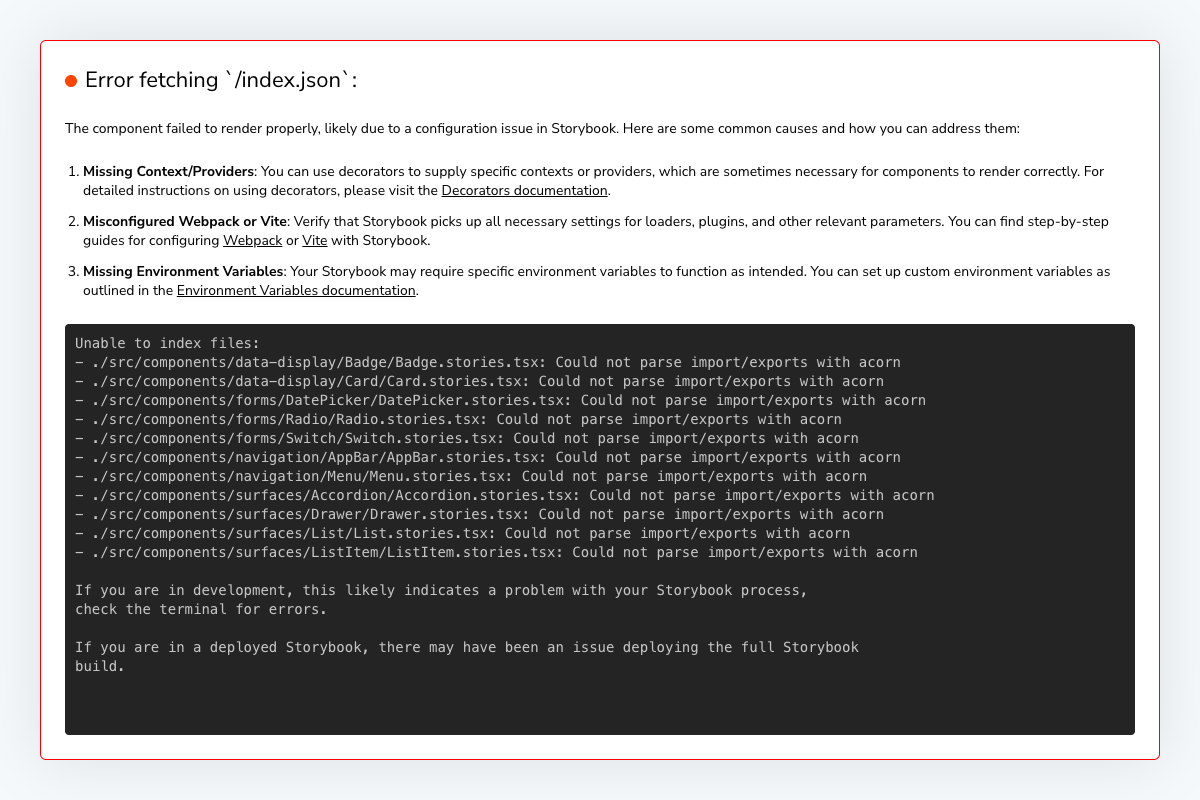 Error fetching `/index.json`:
The component failed to render properly, likely due to a configuration issue in Storybook. Here are some common causes and how you can address them:
1. Missing Context/Providers: You can use decorators to supply specific contexts or providers, which are sometimes necessary for components to render correctly. For
detailed instructions on using decorators, please visit the Decorators documentation.
2. Misconfigured Webpack or Vite: Verify that Storybook picks up all necessary settings for loaders, plugins, and other relevant parameters. You can find step-by-step
guides for configuring Webpack or Vite with Storybook.
3. Missing Environment Variables: Your Storybook may require specific environment variables to function as intended. You can set up custom environment variables as
outlined in the Environment Variables documentation.
Unable to index files:
- ./src/components/data-display/Badge/Badge.stories.tsx: Could not parse import/exports with acorn
- ./src/components/data-display/Card/Card.stories.tsx: Could not parse import/exports with acorn
- ./src/components/forms/DatePicker/DatePicker.stories.tsx: Could not parse import/exports with acorn
- ./src/components/forms/Radio/Radio.stories.tsx: Could not parse import/exports with acorn
- ./src/components/forms/Switch/Switch.stories.tsx: Could not parse import/exports with acorn
- ./src/components/navigation/AppBar/AppBar.stories.tsx: Could not parse import/exports with acorn
- ./src/components/navigation/Menu/Menu.stories.tsx: Could not parse import/exports with acorn
- ./src/components/surfaces/Accordion/Accordion.stories.tsx: Could not parse import/exports with acorn
- ./src/components/surfaces/Drawer/Drawer.stories.tsx: Could not parse import/exports with acorn
- ./src/components/surfaces/List/List.stories.tsx: Could not parse import/exports with acorn
- ./src/components/surfaces/ListItem/ListItem.stories.tsx: Could not parse import/exports with acorn
If you are in development, this likely indicates a problem with your Storybook process,
check the terminal for errors.
If you are in a deployed Storybook, there may have been an issue deploying the full Storybook
build.